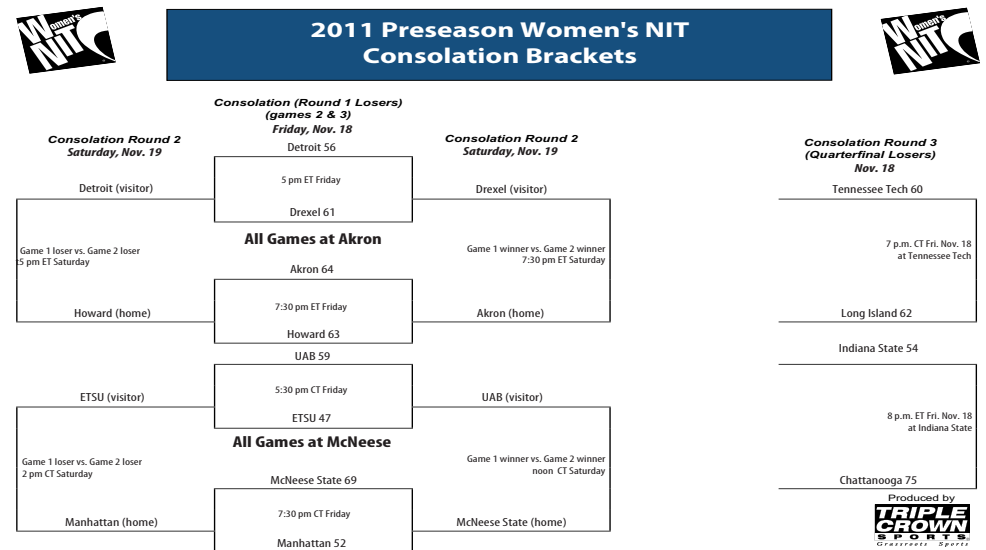 Women's
NIT
2011 Preseason Women's NIT
Consolation Brackets
Women's
NIT
Consolation (Round 1 Losers)
(games 2 & 3)
Friday, Nov. 18
Consolation Round 2
Saturday, Nov. 19
Consolation Round 2
Saturday, Nov. 19
Consolation Round 3
(Quarterfinal Losers)
Nov. 18
Detroit 56
5 pm ET Friday
Drexel 61
All Games at Akron
Akron 64
7:30 pm ET Friday
Howard 63
UAB 59
5:30 pm CT Friday
ETSU 47
All Games at McNeese
McNeese State 69
7:30 pm CT Friday
Manhattan 52
Detroit (visitor)
Game 1 loser vs. Game 2 loser
:5 pm ET Saturday
Howard (home)
ETSU (visitor)
Game 1 loser vs. Game 2 loser
2 pm CT Saturday
Manhattan (home)
Drexel (visitor)
Game 1 winner vs. Game 2 winner
7:30 pm ET Saturday
Akron (home)
UAB (visitor)
Game 1 winner vs. Game 2 winner
noon CT Saturday
McNeese State (home)
Tennessee Tech 60
7 p.m. CT Fri. Nov. 18
at Tennessee Tech
Long Island 62
Indiana State 54
8 p.m. ET Fri. Nov. 18
at Indiana State
Chattanooga 75
Produced by
TRIPLE
CROWN
SPORTS
Grassroots Sports